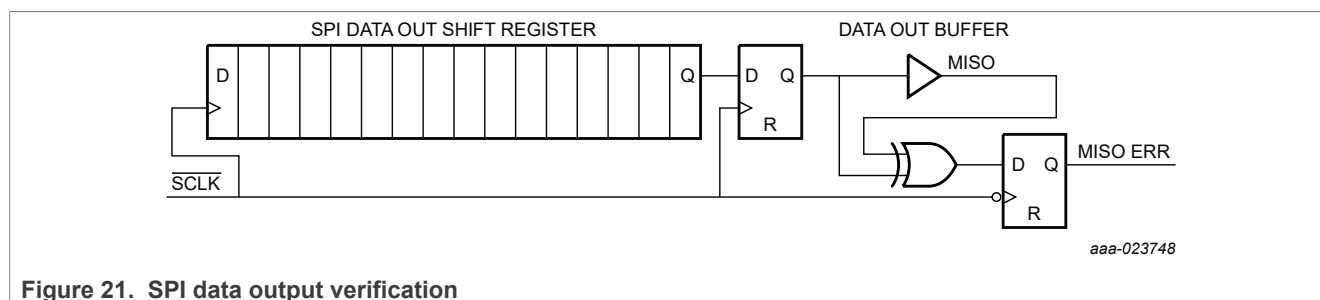 SPI DATA OUT SHIFT REGISTER
DATA OUT BUFFER
D
Q
D
Q
R
MISO
SCLK
D
Q
R
MISO ERR
aaa-023748
Figure 21. SPI data output verification